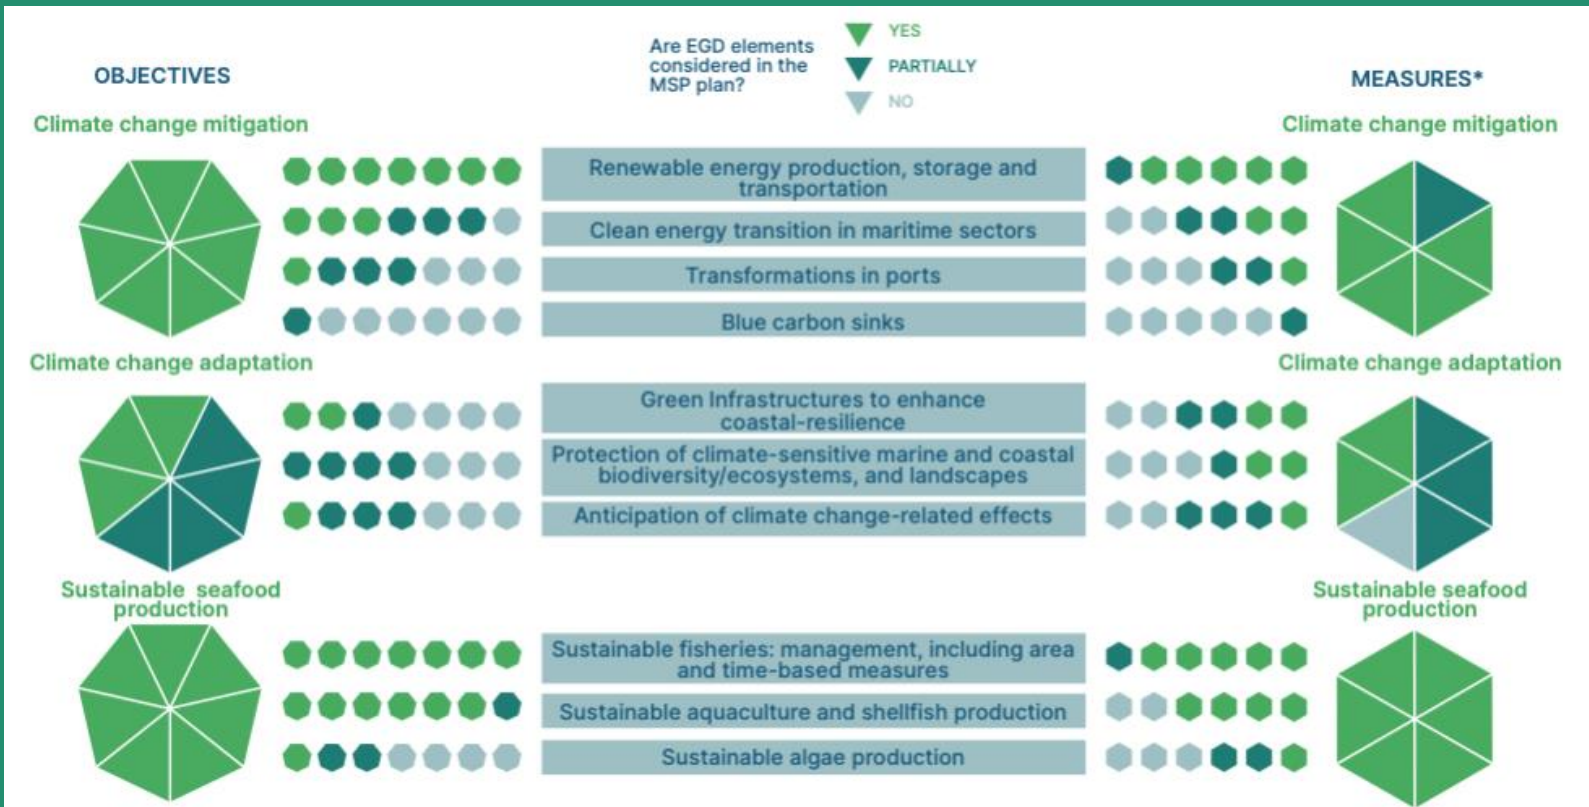 Are EGD elements
considered in the
MSP plan?
YES
PARTIALLY
NO
OBJECTIVES
MEASURES*
Climate change mitigation
Climate change mitigation
Renewable energy production, storage and
transportation
Clean energy transition in maritime sectors
Transformations in ports
Blue carbon sinks
Climate change adaptation
Climate change adaptation
Green Infrastructures to enhance
coastal-resilience
Protection of climate-sensitive marine and coastal
biodiversity/ecosystems, and landscapes
Anticipation of climate change-related effects
Sustainable seafood
production
Sustainable seafood
production
Sustainable fisheries: management, including area
and time-based measures
Sustainable aquaculture and shellfish production
Sustainable algae production